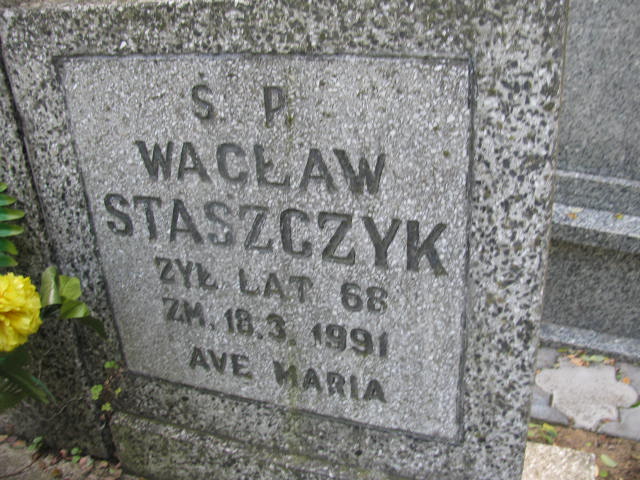 Ś P
WACŁAW
STASZCZYK
ŻYŁ LAT 68
ZM. 18.3.1991
AVE MARIA